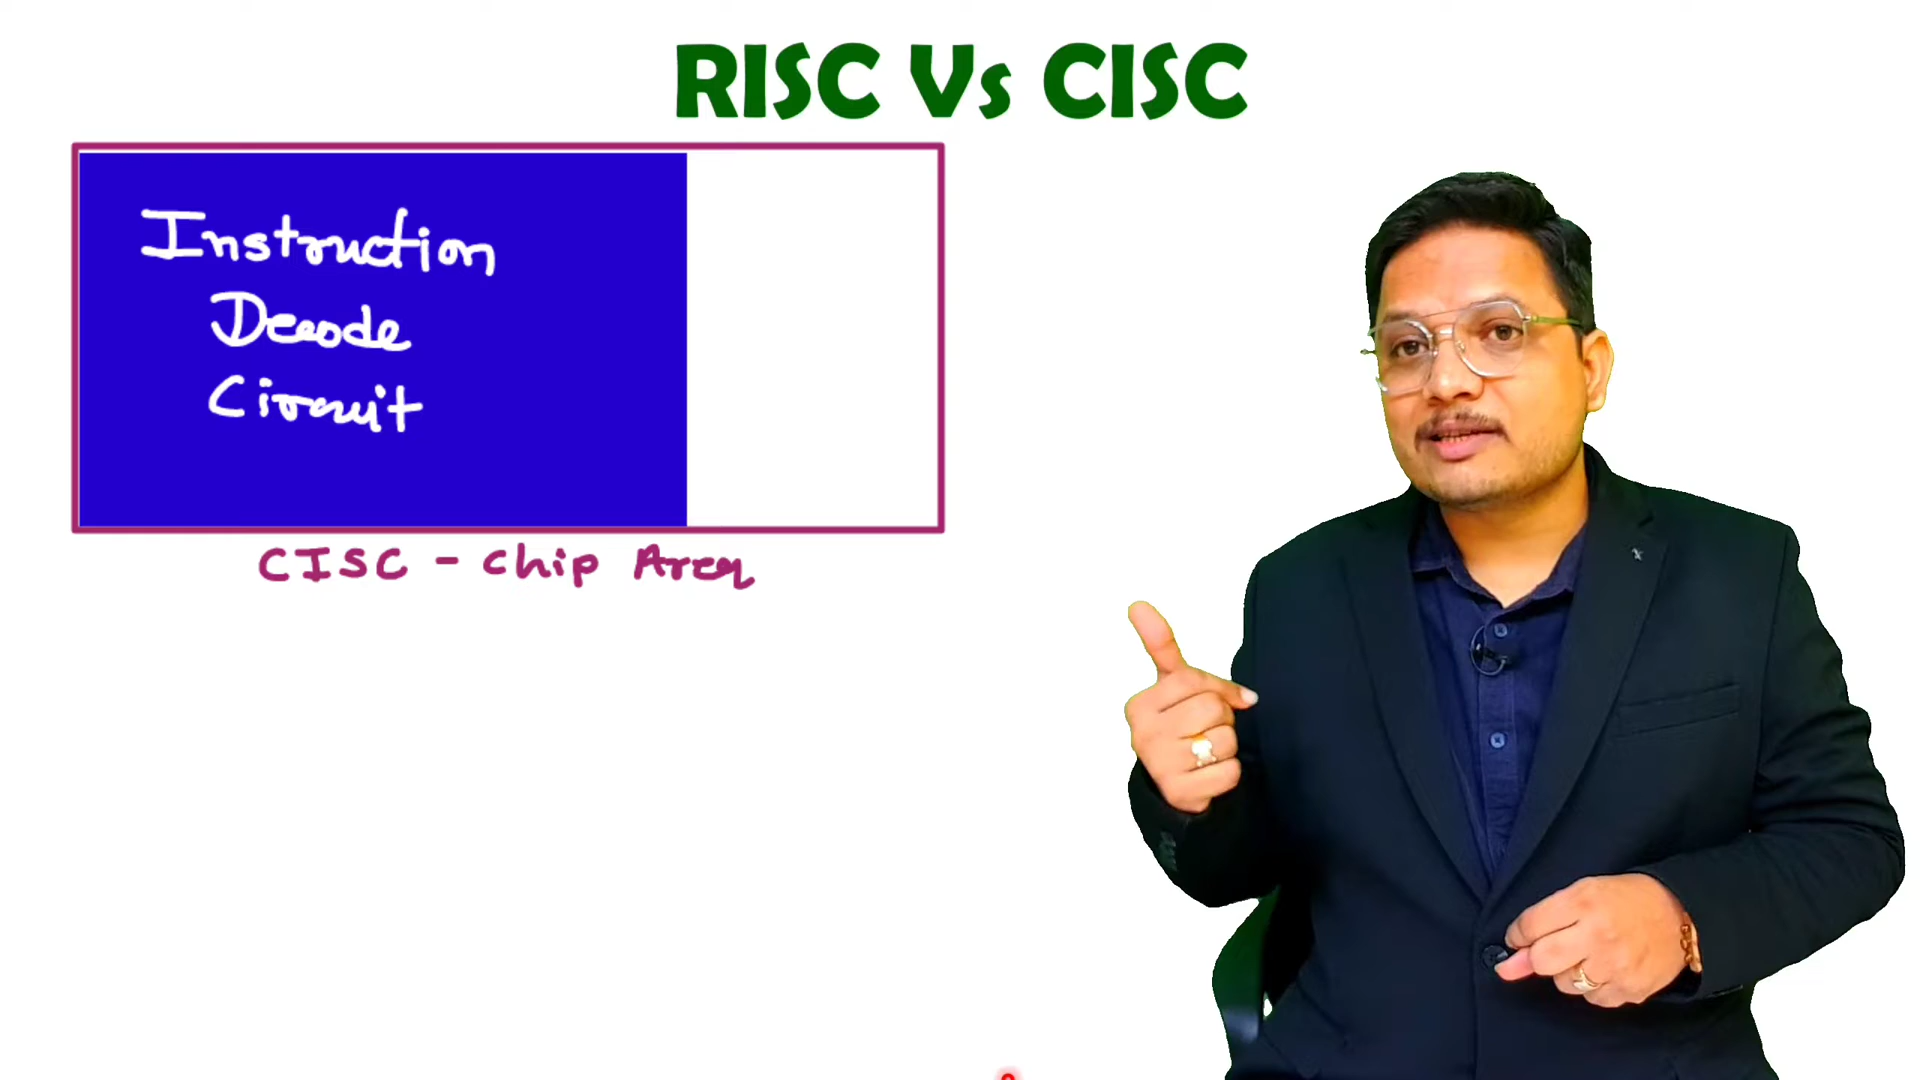 RISC Vs CISC
Instruction
Decode
Circuit
CISC - Chip Area